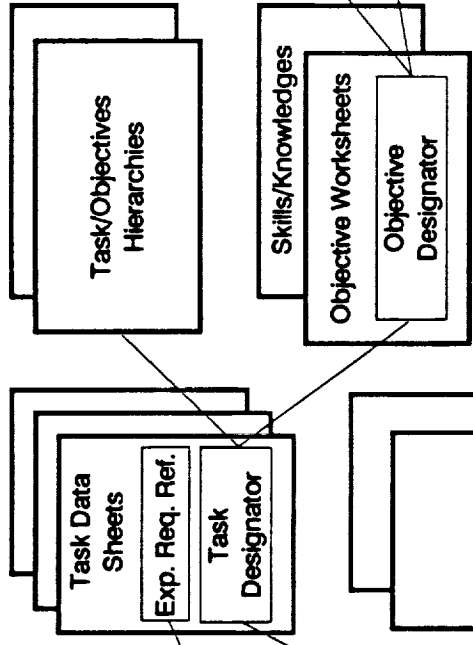 Task Data
Sheets
Exp. Req. Ref.
Task
Designator
Task/Objectives
Hierarchies
Skills/Knowledges
Objective Worksheets
Objective
Designator